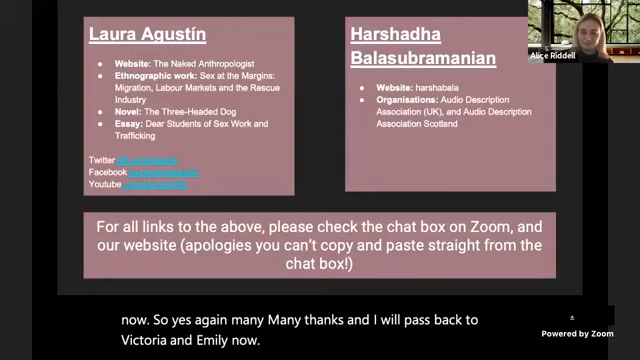 Laura Agustín
Website: The Naked Anthropologist
Ethnographic work: Sex at the Margins:
Migration, Labour Markets and the Rescue
Industry
Novel: The Three-Headed Dog
Essay: Dear Students of Sex Work and
Trafficking
Twitter
Facebook
Youtube
Harshadha
Balasubramanian
Website: harshabala
Organisations: Audio Description
Association (UK), and Audio Description
Association Scotland
Alice Riddell
For all links to the above, please check the chat box on Zoom, and
our website (apologies you can't copy and paste straight from the
chat box!)
now. So yes again many Many thanks and I will pass back to
Victoria and Emily now.
Powered by Zoom